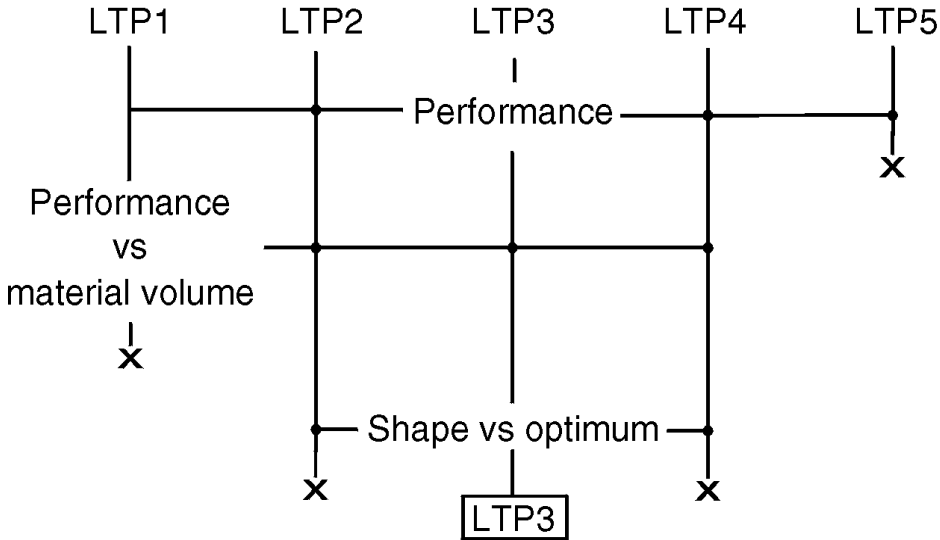 LTP1 LTP2 LTP3 LTP4 LTP5
Performance
x
Performance
vs
material volume
x
Shape vs optimum
x x
LTP3